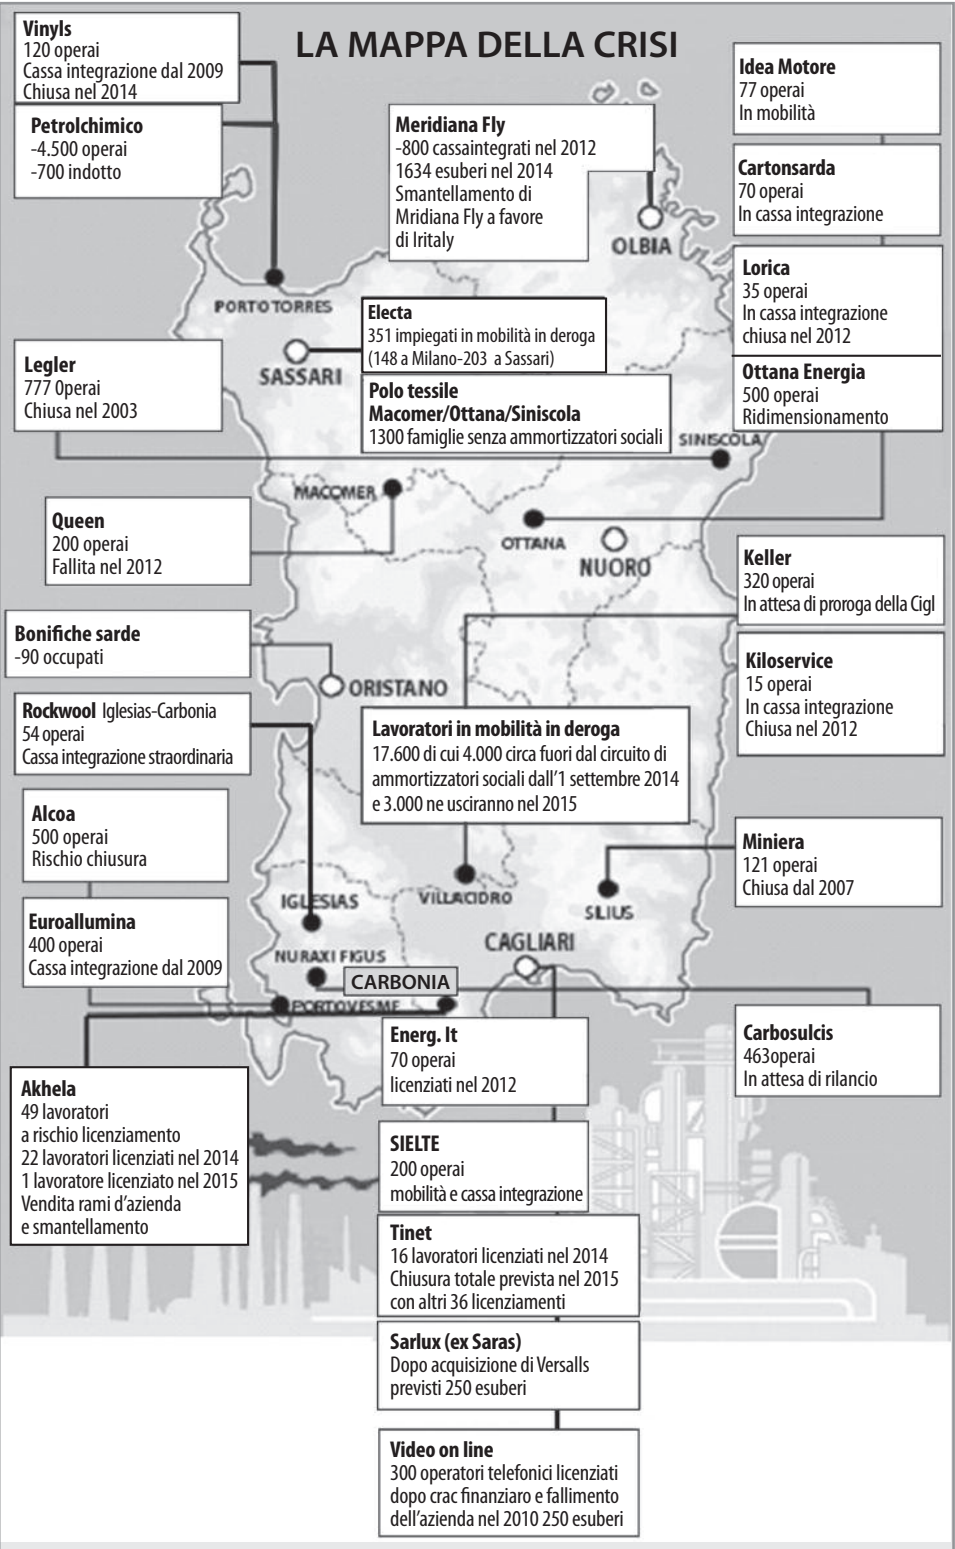 LA MAPPA DELLA CRISI
Vinyls
120 operai
Cassa integrazione dal 2009
Chiusa nel 2014
Petrolchimico
-4.500 operai
-700 indotto
Meridiana Fly
-800 cassaintegrati nel 2012
1634 esuberi nel 2014
Smantellamento di
Mridiana Fly a favore
di Iritaly
Idea Motore
77 operai
In mobilità
Cartonsarda
70 operai
In cassa integrazione
Lorica
35 operai
In cassa integrazione
chiusa nel 2012
Ottana Energia
500 operai
Ridimensionamento
OLBIA
PORTO TORRES
Electa
351 impiegati in mobilità in deroga
(148 a Milano-203 a Sassari)
SASSARI
Legler
777 Operai
Chiusa nel 2003
Polo tessile
Macomer/Ottana/Siniscola
1300 famiglie senza ammortizzatori sociali
SINISCOLA
MACOMER
Queen
200 operai
Fallita nel 2012
OTTANA
NUORO
Keller
320 operai
In attesa di proroga della Cigl
Bonifiche sarde
-90 occupati
Kiloservice
15 operai
In cassa integrazione
Chiusa nel 2012
ORISTANO
Rockwool Iglesias-Carbonia
54 operai
Cassa integrazione straordinaria
Lavoratori in mobilità in deroga
17.600 di cui 4.000 circa fuori dal circuito di
ammortizzatori sociali dall'1 settembre 2014
e 3.000 ne usciranno nel 2015
Alcoa
500 operai
Rischio chiusura
Miniera
121 operai
Chiusa dal 2007
IGLESIAS
VILLACIDRO
SILIUS
Euroallumina
400 operai
Cassa integrazione dal 2009
CAGLIARI
NURAXI FIGUS
CARBONIA
PORTOVESME
Energ. It
70 operai
licenziati nel 2012
Carbosulcis
463operai
In attesa di rilancio
Akhela
49 lavoratori
a rischio licenziamento
22 lavoratori licenziati nel 2014
1 lavoratore licenziato nel 2015
Vendita rami d'azienda
e smantellamento
SIELTE
200 operai
mobilità e cassa integrazione
Tinet
16 lavoratori licenziati nel 2014
Chiusura totale prevista nel 2015
con altri 36 licenziamenti
Sarlux (ex Saras)
Dopo acquisizione di Versalls
previsti 250 esuberi
Video on line
300 operatori telefonici licenziati
dopo crac finanziaro e fallimento
dell'azienda nel 2010 250 esuberi